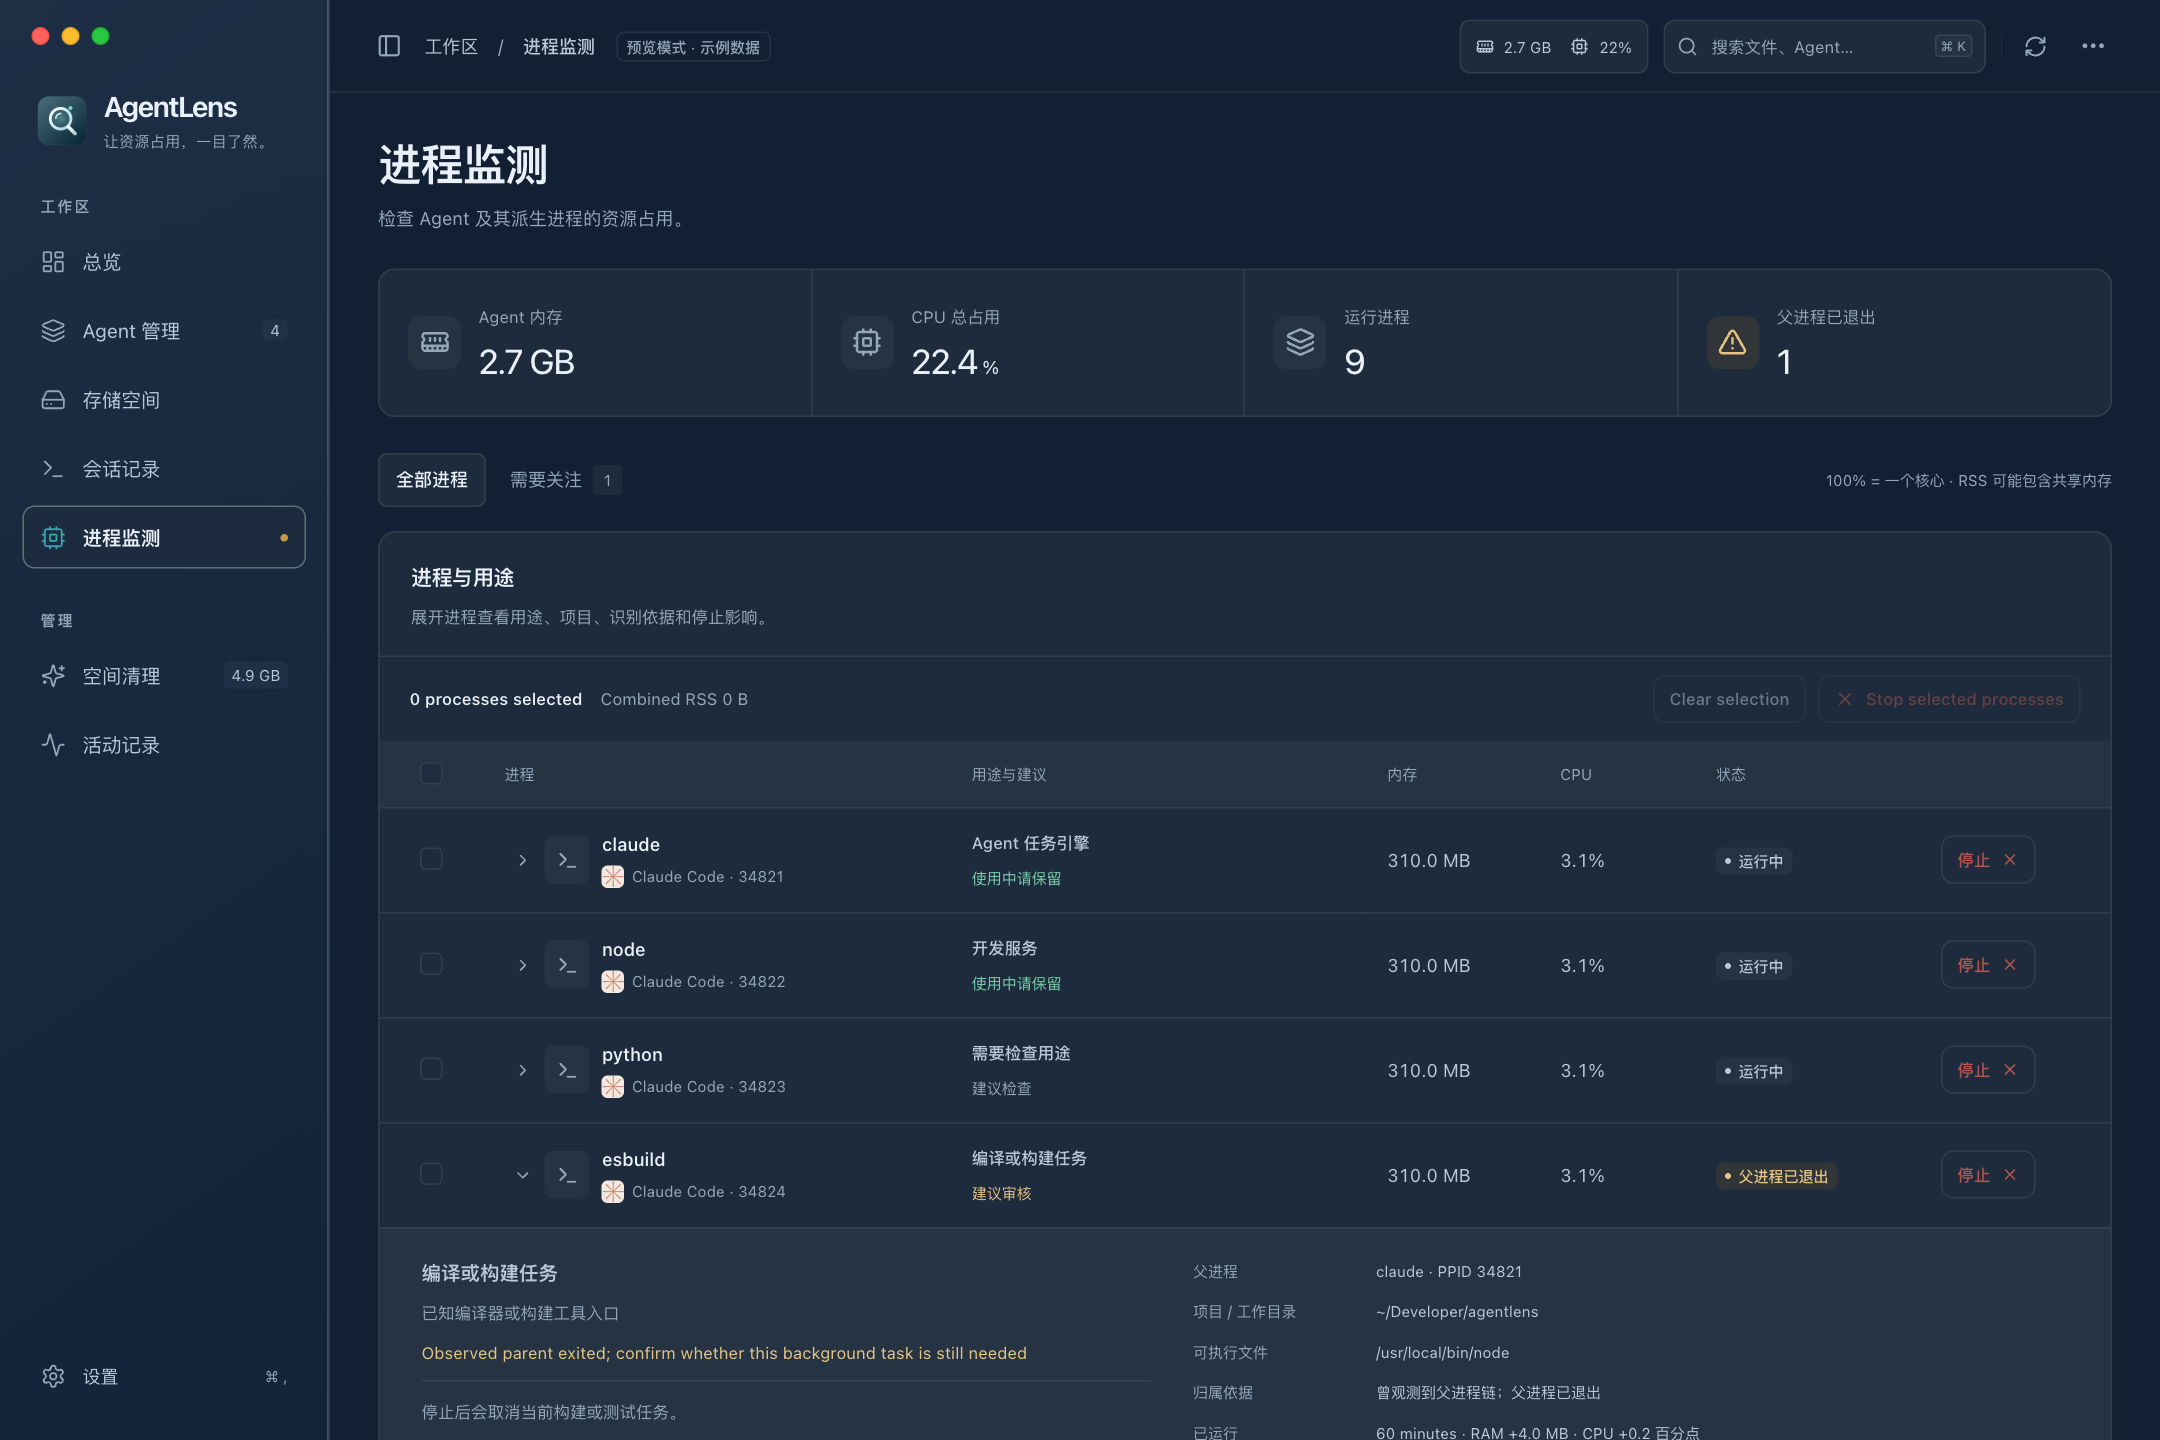 工作区 / 进程监测 预览模式 · 示例数据
2.7 GB 22%
搜索文件、Agent... ⌘ K
AgentLens
让资源占用，一目了然。
工作区
总览
Agent 管理 4
存储空间
会话记录
进程监测
管理
空间清理 4.9 GB
活动记录
设置 ⌘ ,
进程监测
检查 Agent 及其派生进程的资源占用。
Agent 内存
2.7 GB
CPU 总占用
22.4 %
运行进程
9
父进程已退出
1
全部进程 需要关注 1
100% = 一个核心 · RSS 可能包含共享内存
进程与用途
展开进程查看用途、项目、识别依据和停止影响。
0 processes selected Combined RSS 0 B Clear selection Stop selected processes
进程 用途与建议 内存 CPU 状态
claude
Claude Code · 34821
Agent 任务引擎
使用中请保留
310.0 MB 3.1% 运行中 停止
node
Claude Code · 34822
开发服务
使用中请保留
310.0 MB 3.1% 运行中 停止
python
Claude Code · 34823
需要检查用途
建议检查
310.0 MB 3.1% 运行中 停止
esbuild
Claude Code · 34824
编译或构建任务
建议审核
310.0 MB 3.1% 父进程已退出 停止
编译或构建任务
已知编译器或构建工具入口
Observed parent exited; confirm whether this background task is still needed
停止后会取消当前构建或测试任务。
父进程 claude · PPID 34821
项目 / 工作目录 ~/Developer/agentlens
可执行文件 /usr/local/bin/node
归属依据 曾观测到父进程链；父进程已退出
已运行 60 minutes · RAM +4.0 MB · CPU +0.2 百分点